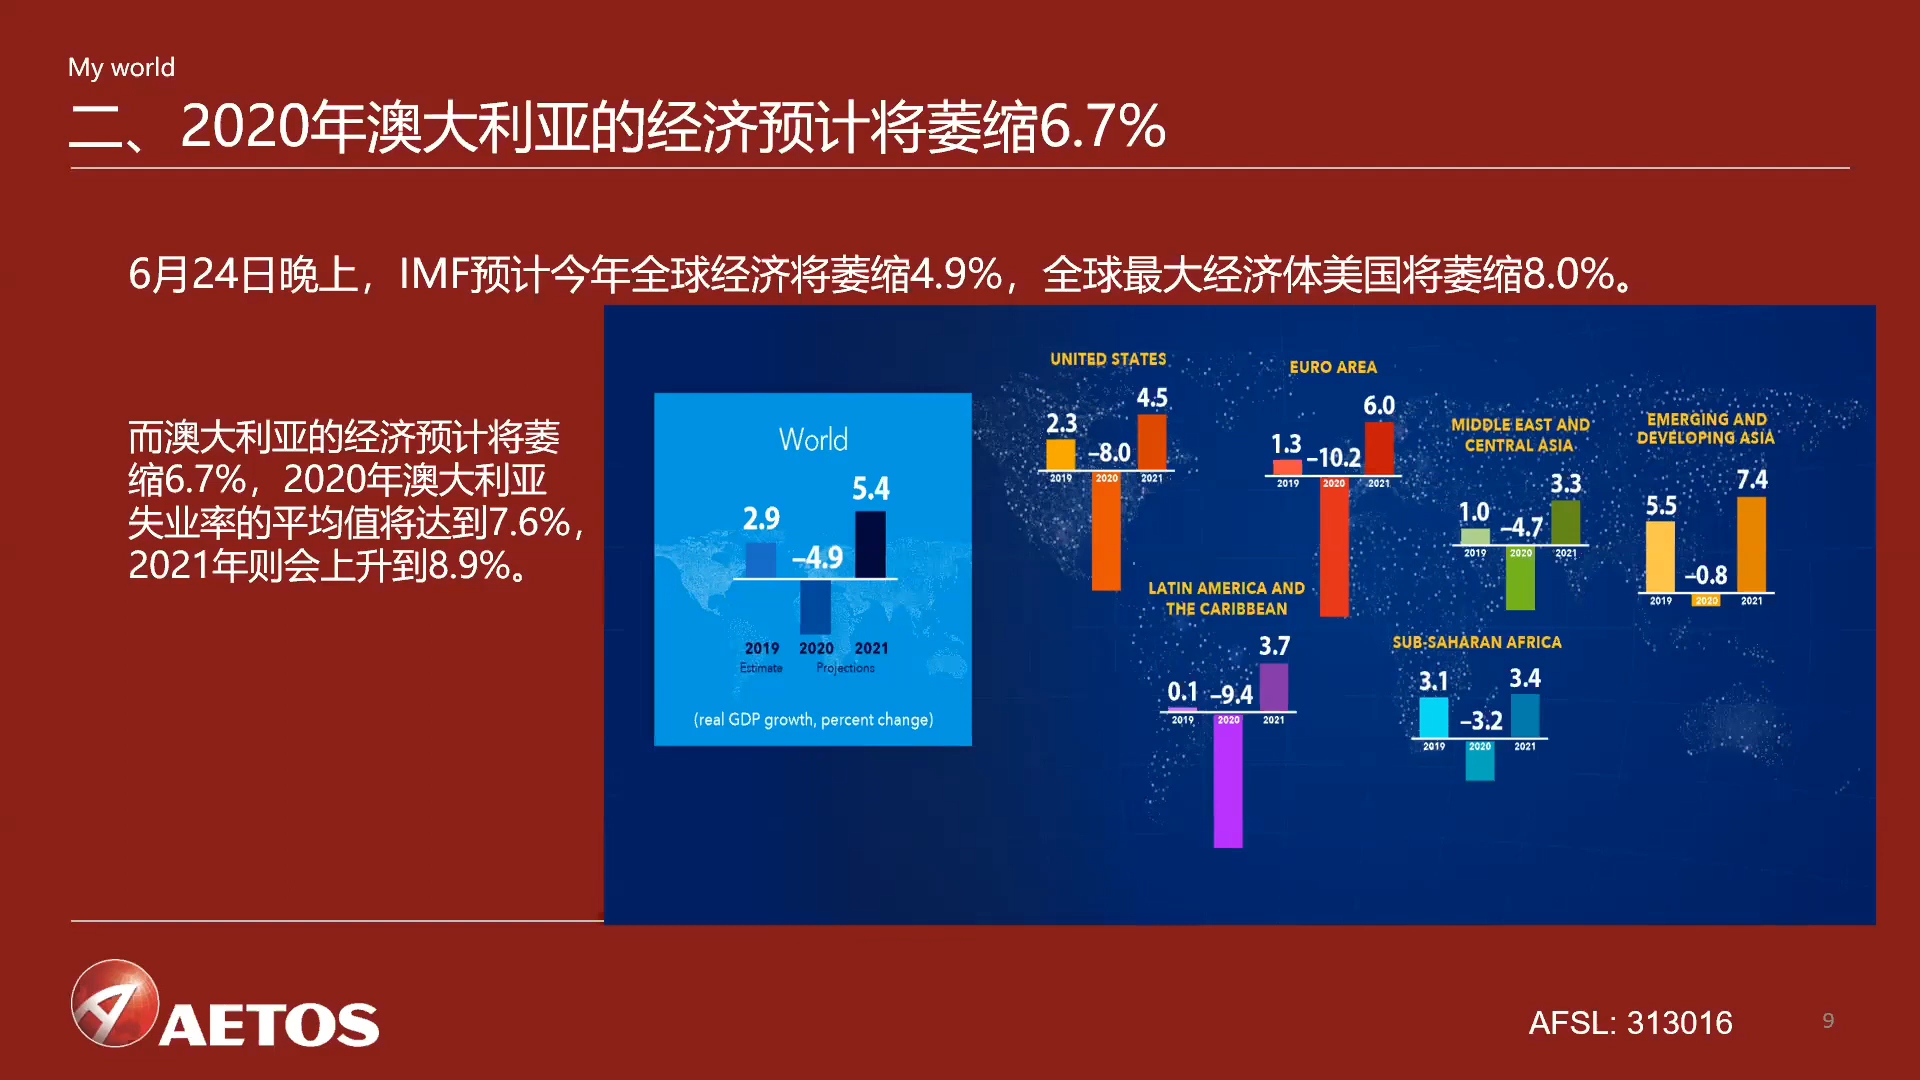 My world
二、2020年澳大利亚的经济预计将萎缩6.7%
6月24日晚上，IMF预计今年全球经济将萎缩4.9%，全球最大经济体美国将萎缩8.0%。
而澳大利亚的经济预计将萎
缩6.7%，2020年澳大利亚
失业率的平均值将达到7.6%，
2021年则会上升到8.9%。
World
2.9 –4.9 5.4
2019 2020 2021
Estimate Projections
(real GDP growth, percent change)
UNITED STATES
2.3 –8.0 4.5
2019 2020 2021
EURO AREA
1.3 –10.2 6.0
2019 2020 2021
MIDDLE EAST AND
CENTRAL ASIA
1.0 –4.7 3.3
2019 2020 2021
EMERGING AND
DEVELOPING ASIA
5.5 –0.8 7.4
2019 2020 2021
LATIN AMERICA AND
THE CARIBBEAN
0.1 –9.4 3.7
2019 2020 2021
SUB-SAHARAN AFRICA
3.1 –3.2 3.4
2019 2020 2021
AETOS
AFSL: 313016
9